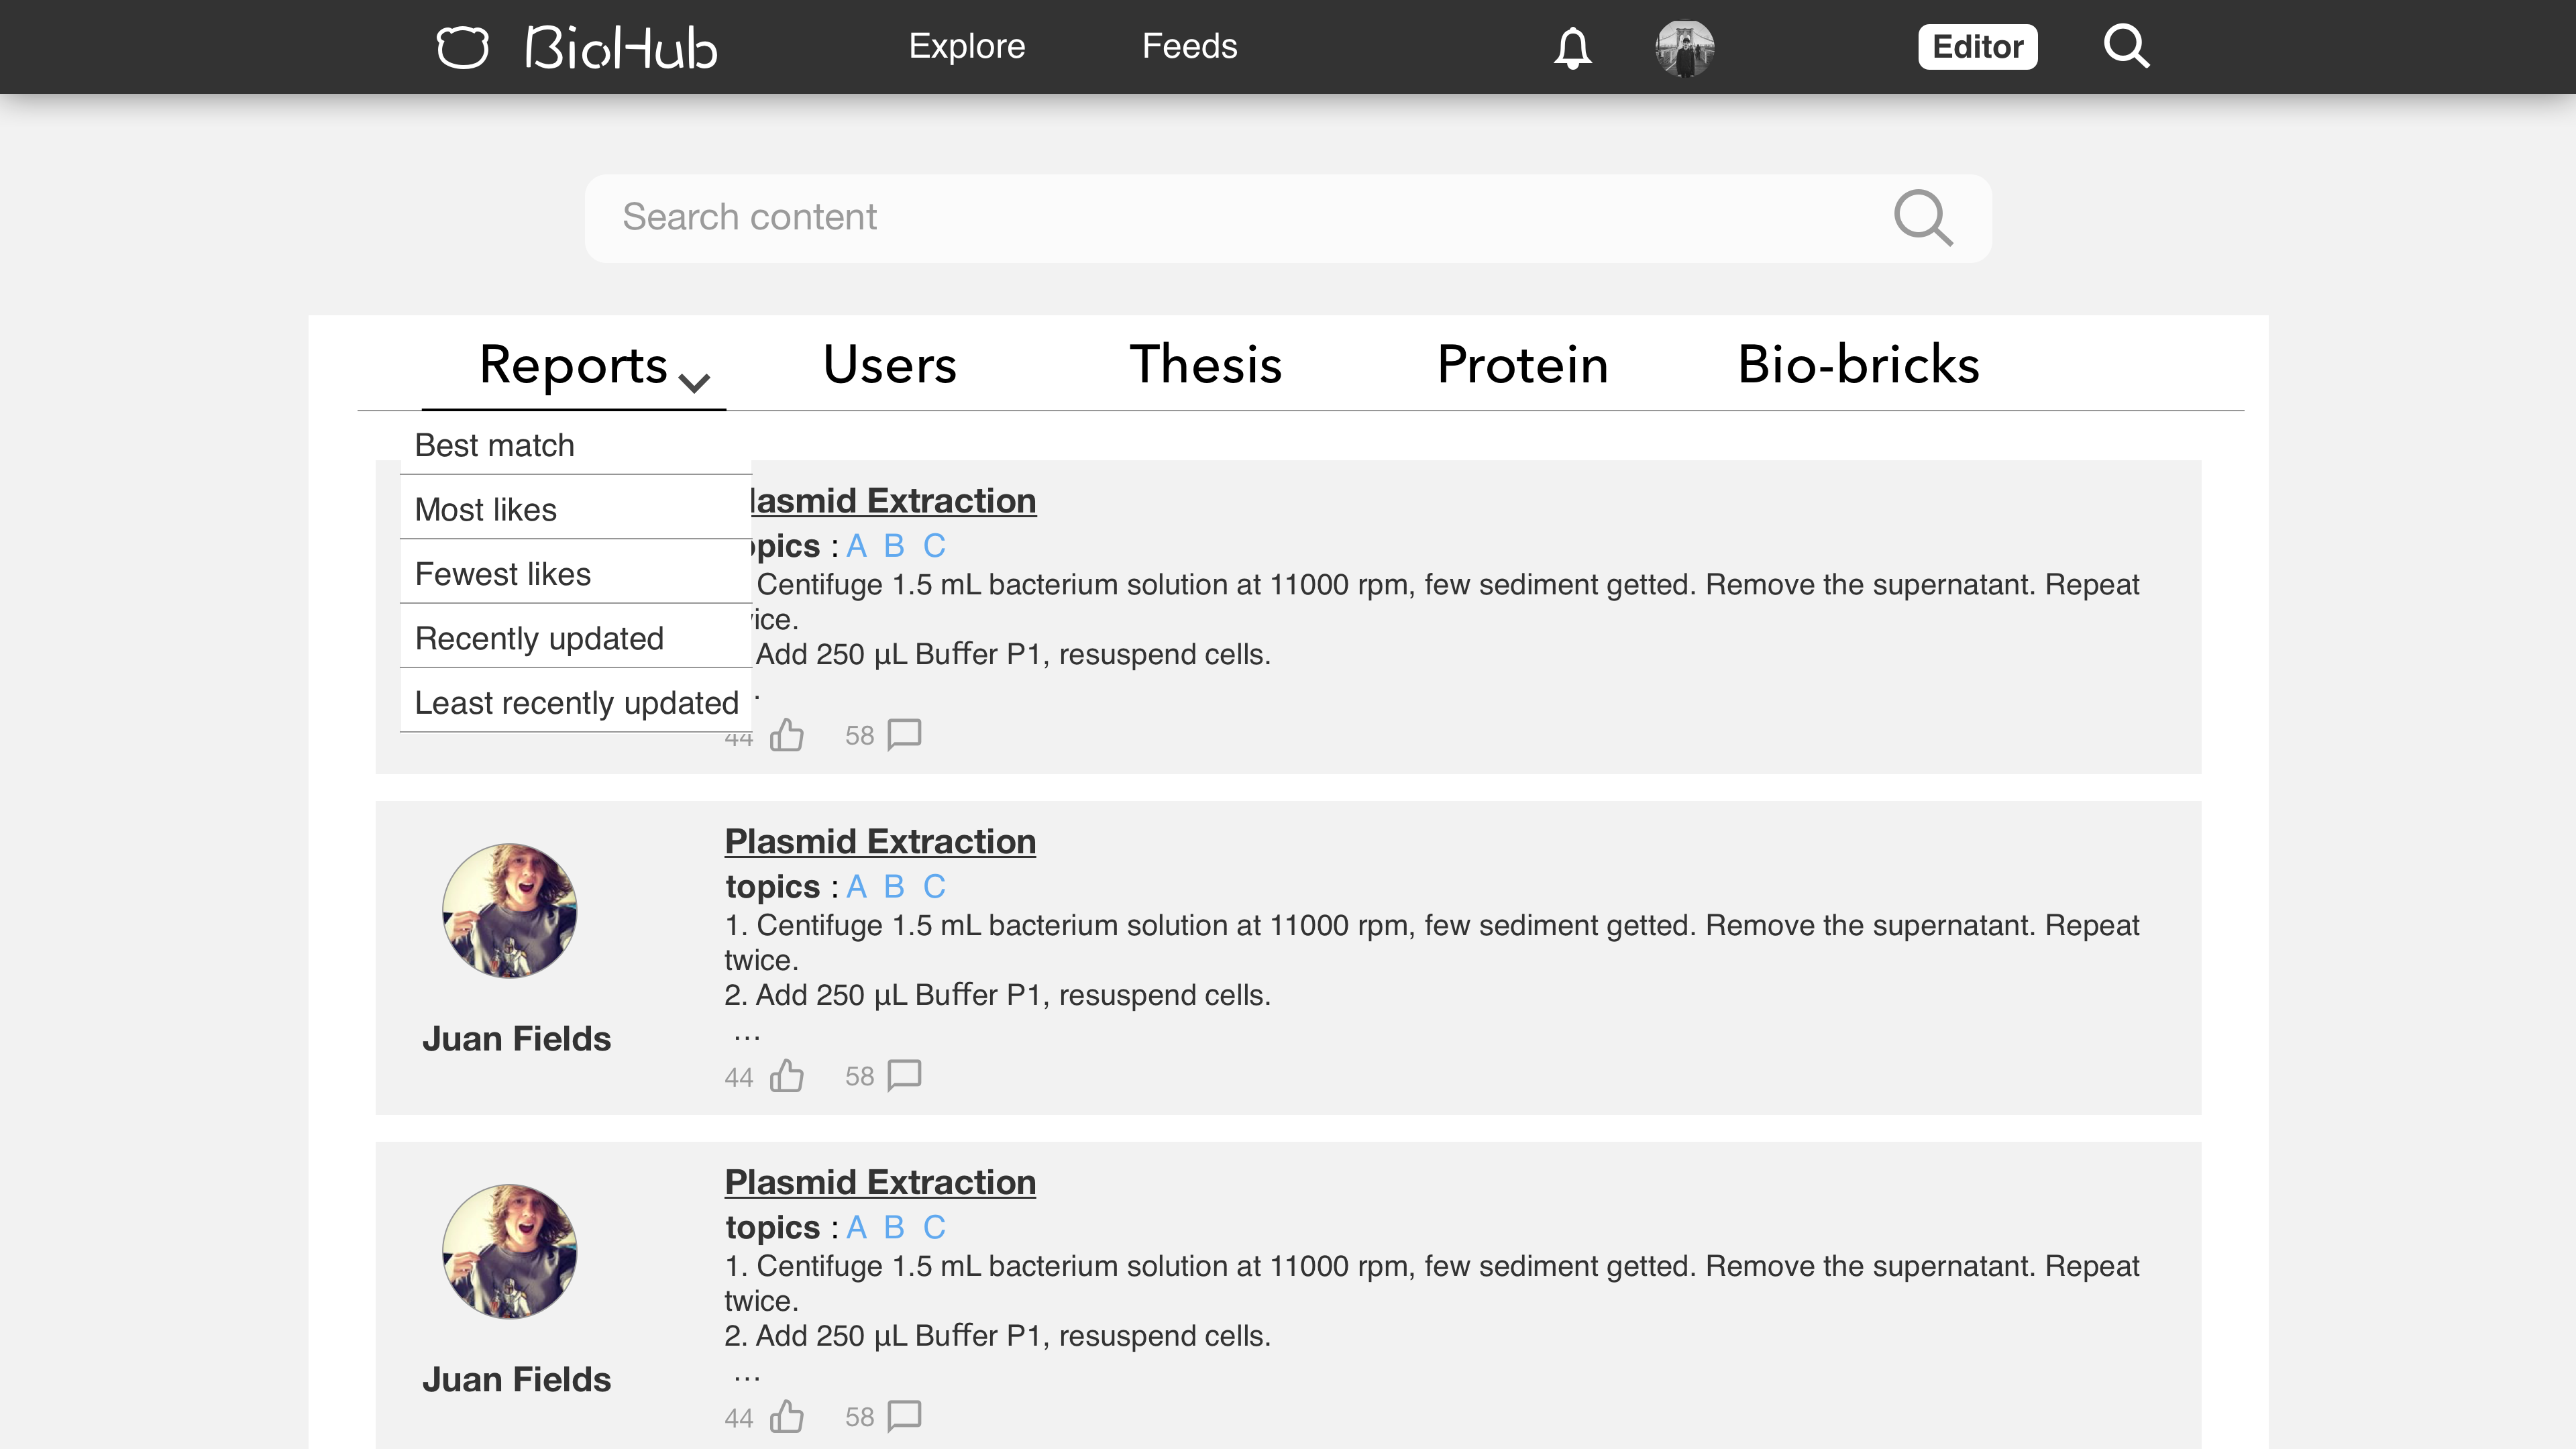 BioHub Explore Feeds Editor
Search content
Reports Users Thesis Protein Bio-bricks
Best match
Most likes
Fewest likes
Recently updated
Least recently updated
lasmid Extraction
opics : A B C
Centifuge 1.5 mL bacterium solution at 11000 rpm, few sediment getted. Remove the supernatant. Repeat
ice.
Add 250 µL Buffer P1, resuspend cells.
.
44 58
Plasmid Extraction
topics : A B C
1. Centifuge 1.5 mL bacterium solution at 11000 rpm, few sediment getted. Remove the supernatant. Repeat
twice.
2. Add 250 µL Buffer P1, resuspend cells.
...
Juan Fields
44 58
Plasmid Extraction
topics : A B C
1. Centifuge 1.5 mL bacterium solution at 11000 rpm, few sediment getted. Remove the supernatant. Repeat
twice.
2. Add 250 µL Buffer P1, resuspend cells.
...
Juan Fields
44 58